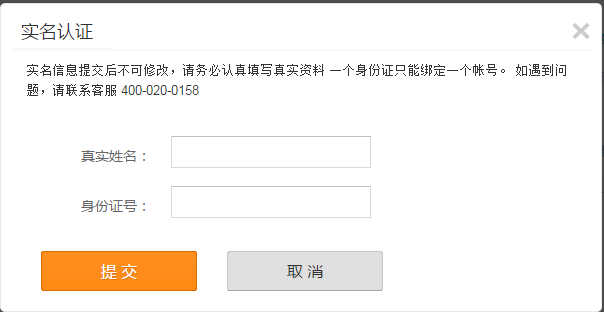 实名认证
实名信息提交后不可修改，请务必认真填写真实资料 一个身份证只能绑定一个帐号。 如遇到问
题，请联系客服 400-020-0158
真实姓名：
身份证号：
提 交
取 消